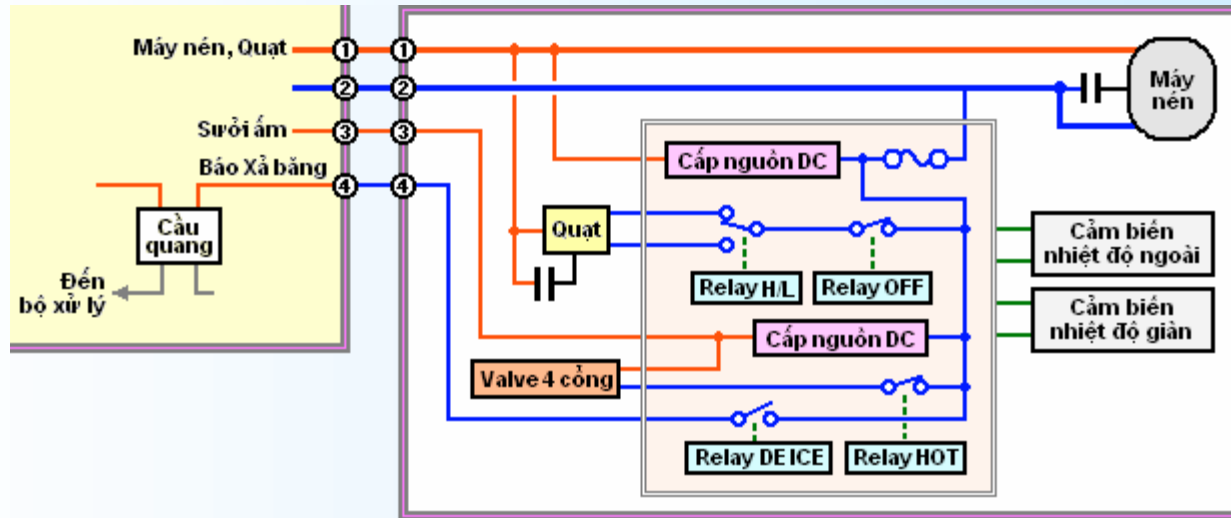 Máy nén, Quạt
1
1
2
2
Máy
nén
Sưởi ấm
3
3
Cấp nguồn DC
Báo Xả băng
4
4
Cầu
quang
Quạt
Cảm biến
nhiệt độ ngoài
Đến
bộ xử lý
Relay H/L
Relay OFF
Cảm biến
nhiệt độ giàn
Cấp nguồn DC
Valve 4 cổng
Relay DE ICE
Relay HOT